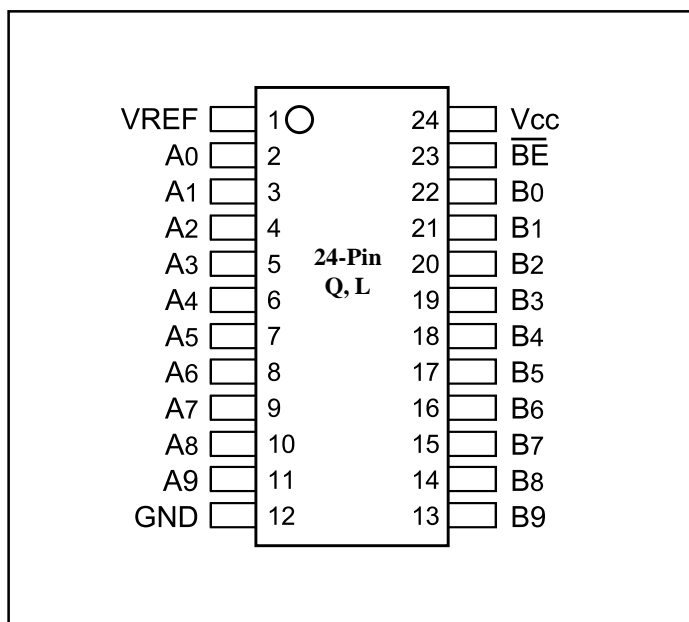 VREF 1 24 Vcc
A0 2 23 B̅E̅
A1 3 22 B0
A2 4 21 B1
A3 5 20 B2
A4 6 19 B3
A5 7 18 B4
A6 8 17 B5
A7 9 16 B6
A8 10 15 B7
A9 11 14 B8
GND 12 13 B9
24-Pin
Q, L